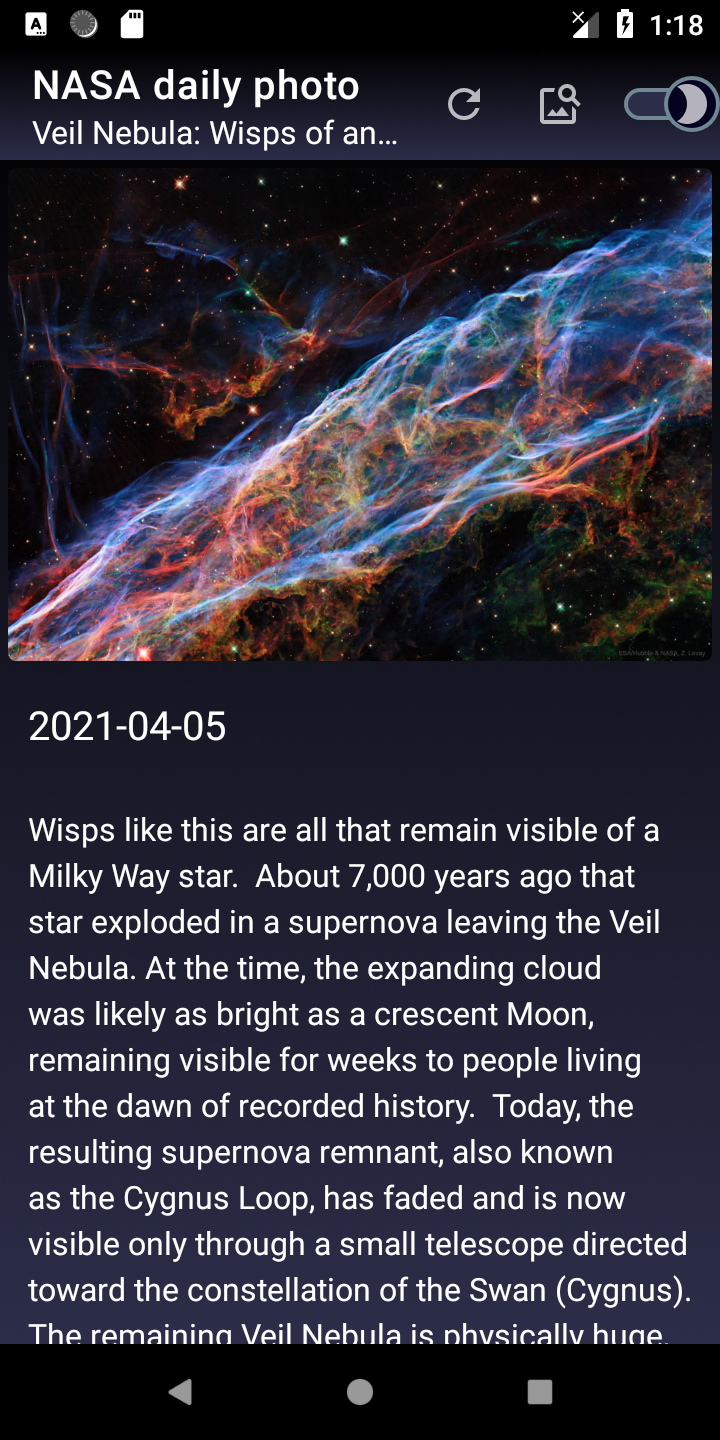 1:18
NASA daily photo
Veil Nebula: Wisps of an...
ESA/Hubble & NASA, Z. Levay
2021-04-05
Wisps like this are all that remain visible of a
Milky Way star.  About 7,000 years ago that
star exploded in a supernova leaving the Veil
Nebula. At the time, the expanding cloud
was likely as bright as a crescent Moon,
remaining visible for weeks to people living
at the dawn of recorded history.  Today, the
resulting supernova remnant, also known
as the Cygnus Loop, has faded and is now
visible only through a small telescope directed
toward the constellation of the Swan (Cygnus).
The remaining Veil Nebula is physically huge,